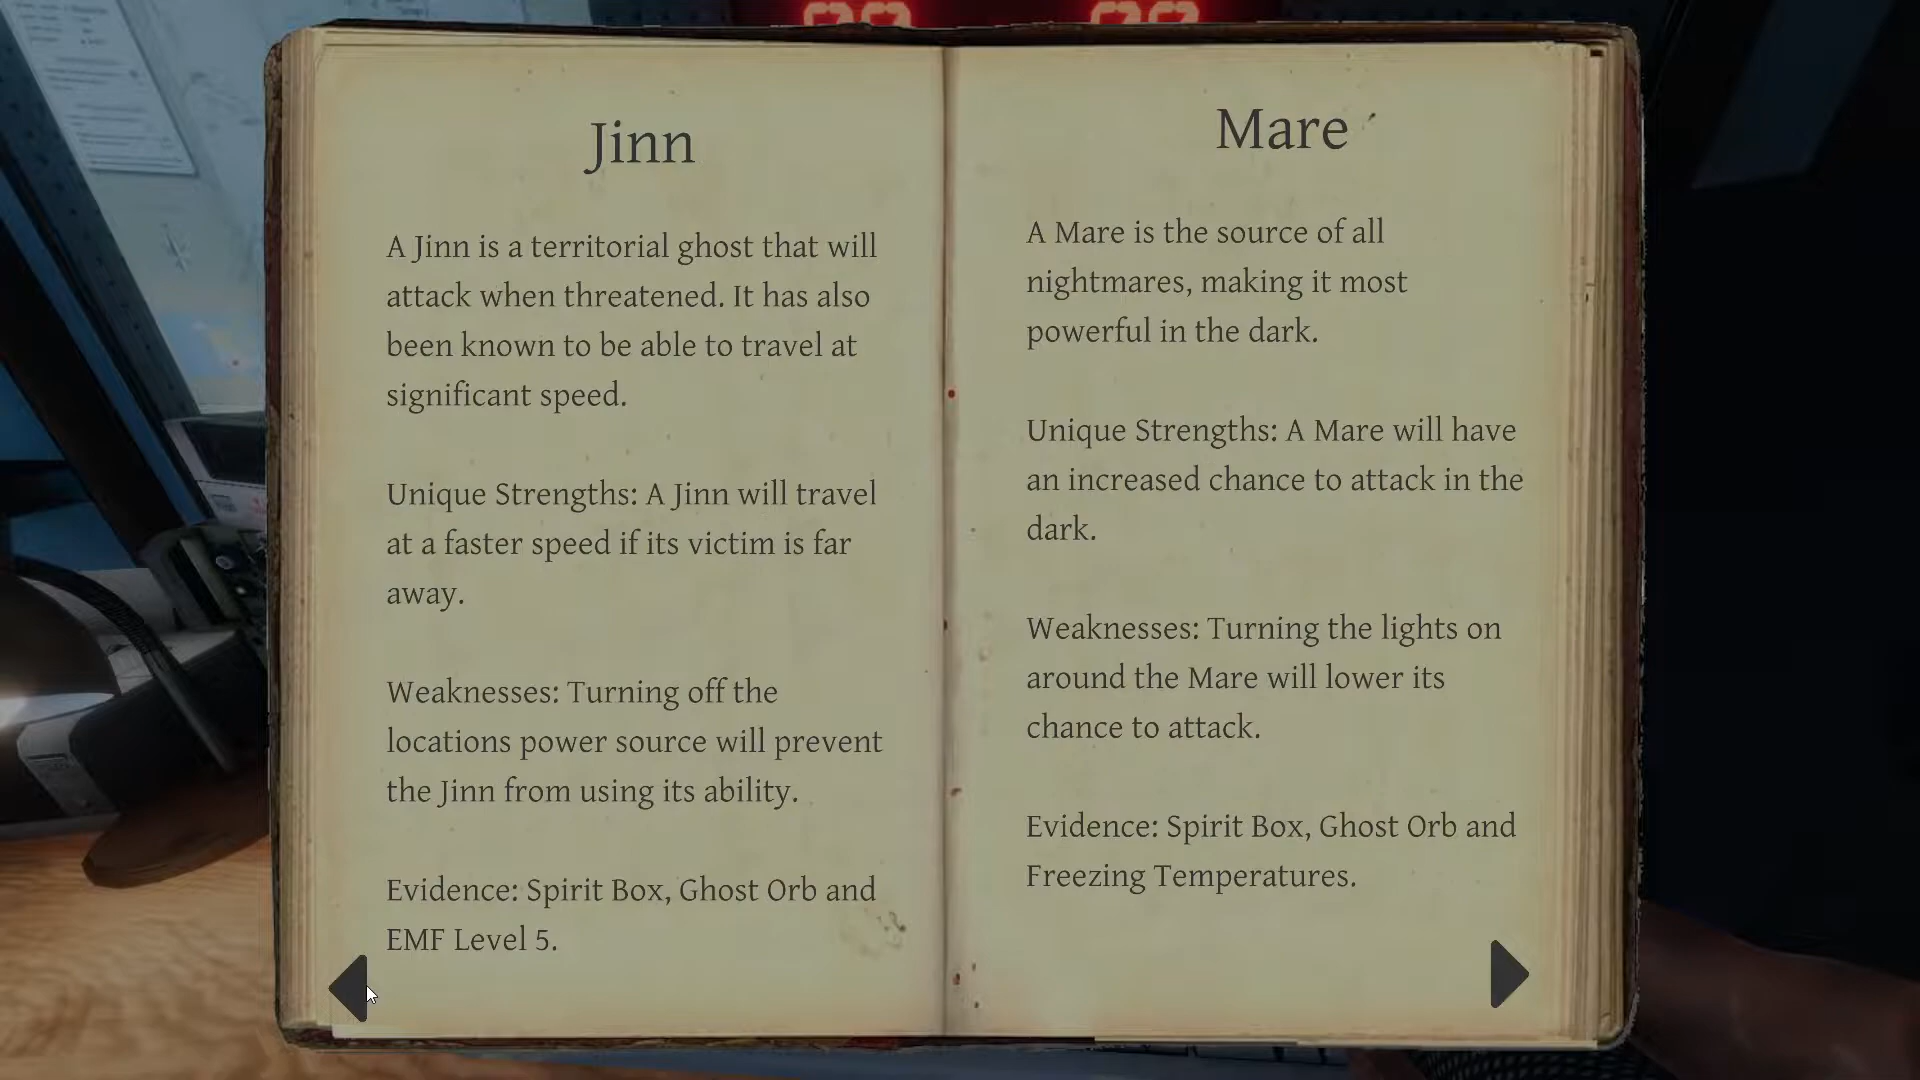 Jinn
A Jinn is a territorial ghost that will
attack when threatened. It has also
been known to be able to travel at
significant speed.
Unique Strengths: A Jinn will travel
at a faster speed if its victim is far
away.
Weaknesses: Turning off the
locations power source will prevent
the Jinn from using its ability.
Evidence: Spirit Box, Ghost Orb and
EMF Level 5.
Mare
A Mare is the source of all
nightmares, making it most
powerful in the dark.
Unique Strengths: A Mare will have
an increased chance to attack in the
dark.
Weaknesses: Turning the lights on
around the Mare will lower its
chance to attack.
Evidence: Spirit Box, Ghost Orb and
Freezing Temperatures.